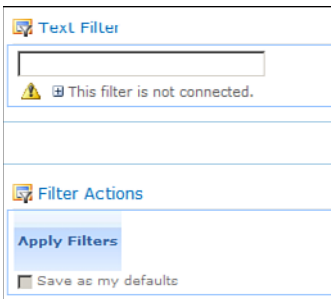 Text Filter
This filter is not connected.
Filter Actions
Apply Filters
Save as my defaults